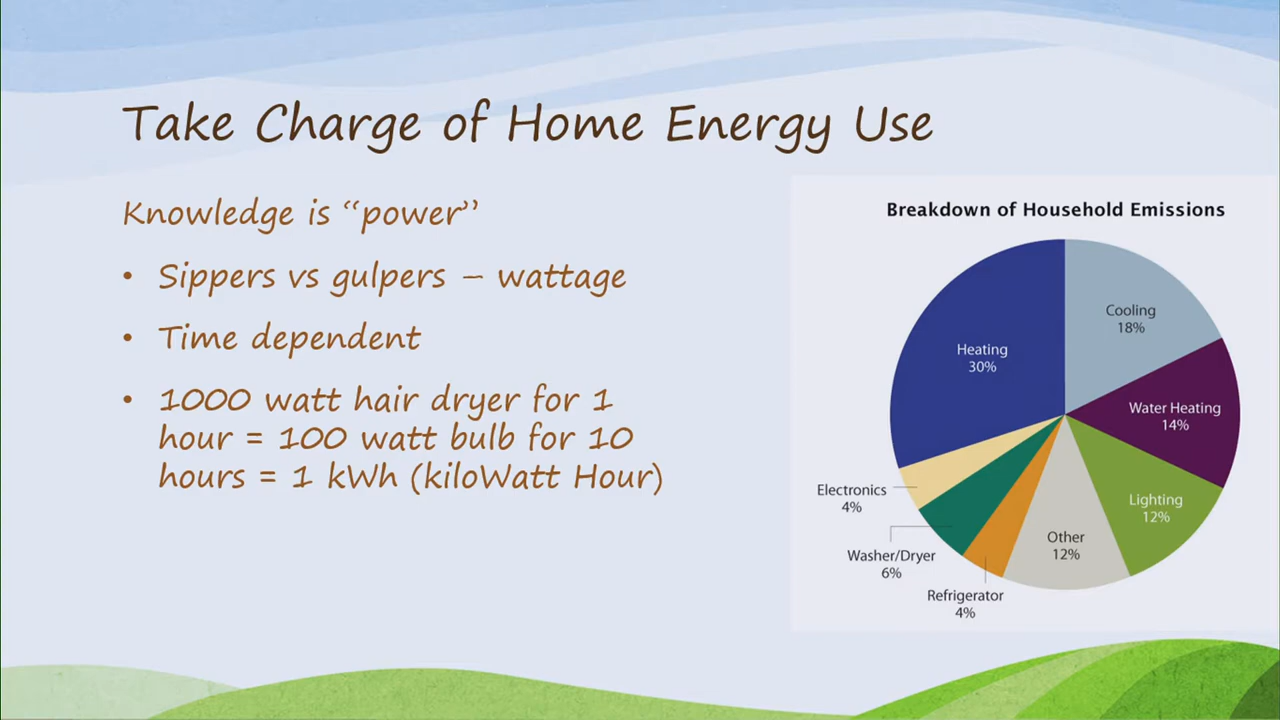 Take Charge of Home Energy Use
Knowledge is “power”
• Sippers vs gulpers – wattage
• Time dependent
• 1000 watt hair dryer for 1
hour = 100 watt bulb for 10
hours = 1 kWh (kiloWatt Hour)
Breakdown of Household Emissions
Cooling
18%
Heating
30%
Water Heating
14%
Electronics
4%
Lighting
12%
Other
12%
Washer/Dryer
6%
Refrigerator
4%